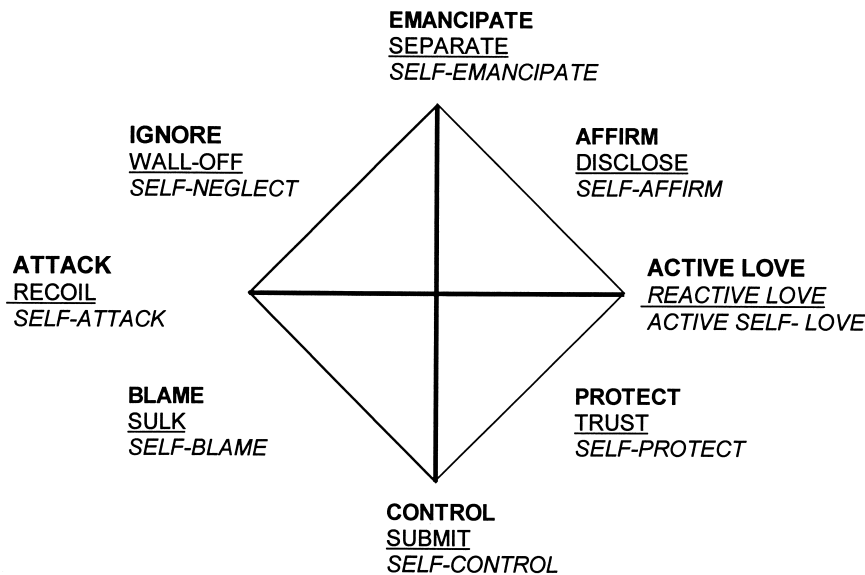 EMANCIPATE
SEPARATE
SELF-EMANCIPATE
IGNORE
WALL-OFF
SELF-NEGLECT
AFFIRM
DISCLOSE
SELF-AFFIRM
ATTACK
RECOIL
SELF-ATTACK
ACTIVE LOVE
REACTIVE LOVE
ACTIVE SELF- LOVE
BLAME
SULK
SELF-BLAME
PROTECT
TRUST
SELF-PROTECT
CONTROL
SUBMIT
SELF-CONTROL